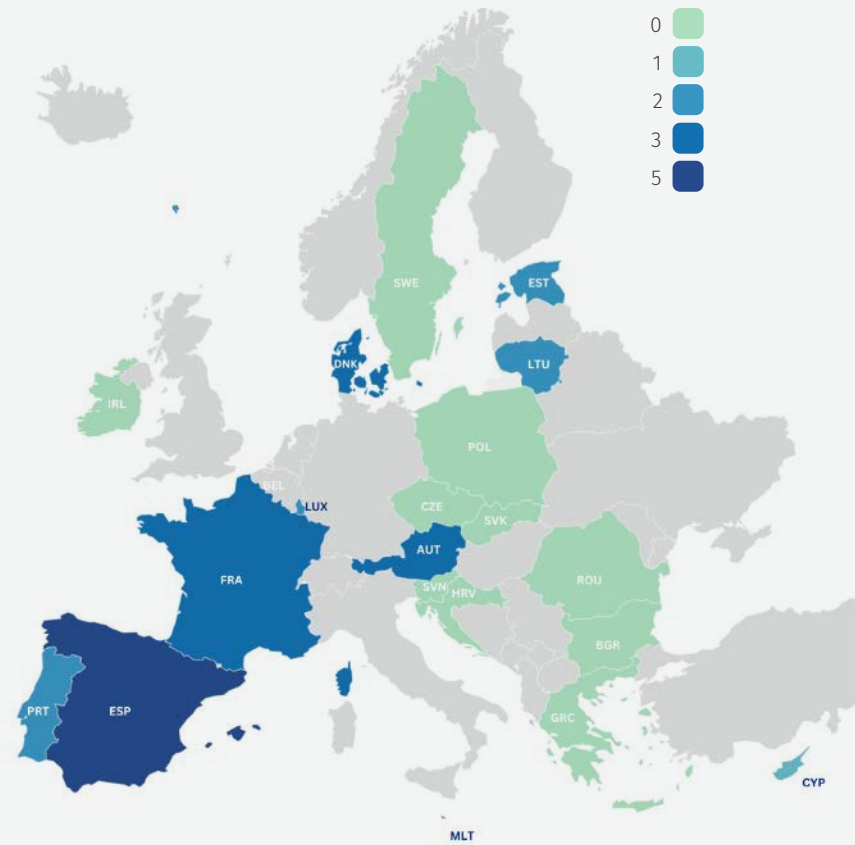 0
1
2
3
5
SWE
EST
DNK
LTU
IRL
POL
BEL
LUX
CZE
SVK
AUT
FRA
SVN
HRV
ROU
BGR
PRT
ESP
GRC
CYP
MLT